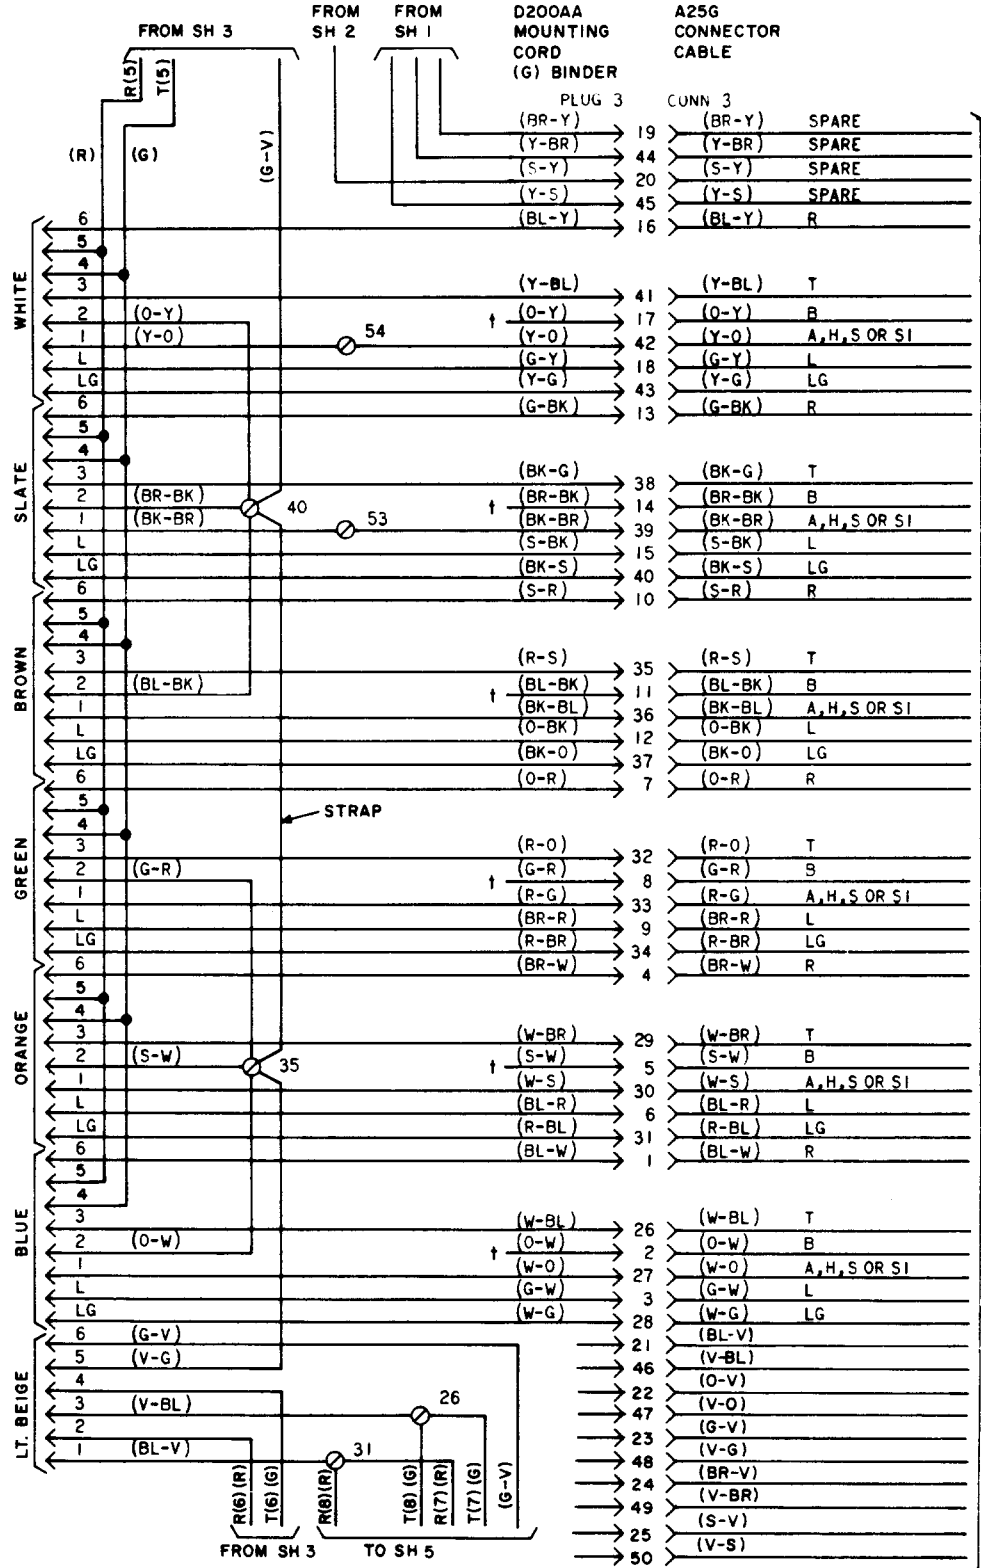 FROM SH 3
FROM SH 2
FROM SH 1
D200AA MOUNTING CORD (G) BINDER
A25G CONNECTOR CABLE
R(5) T(5)
PLUG 3 CONN 3
(R) (G) (G-V)
(BR-Y) 19 (BR-Y) SPARE
(Y-BR) 44 (Y-BR) SPARE
(S-Y) 20 (S-Y) SPARE
(Y-S) 45 (Y-S) SPARE
WHITE
6 (BL-Y) 16 (BL-Y) R
5
4
3 (Y-BL) 41 (Y-BL) T
2 (O-Y) † (O-Y) 17 (O-Y) B
1 (Y-O) 54 (Y-O) 42 (Y-O) A,H,S OR S1
L (G-Y) 18 (G-Y) L
LG (Y-G) 43 (Y-G) LG
SLATE
6 (G-BK) 13 (G-BK) R
5
4
3 (BK-G) 38 (BK-G) T
2 (BR-BK) 40 † (BR-BK) 14 (BR-BK) B
1 (BK-BR) 53 (BK-BR) 39 (BK-BR) A,H,S OR S1
L (S-BK) 15 (S-BK) L
LG (BK-S) 40 (BK-S) LG
BROWN
6 (S-R) 10 (S-R) R
5
4
3 (R-S) 35 (R-S) T
2 (BL-BK) † (BL-BK) 11 (BL-BK) B
1 (BK-BL) 36 (BK-BL) A,H,S OR S1
L (O-BK) 12 (O-BK) L
LG (BK-O) 37 (BK-O) LG
GREEN
6 (O-R) 7 (O-R) R
5
STRAP
4
3 (R-O) 32 (R-O) T
2 (G-R) † (G-R) 8 (G-R) B
1 (R-G) 33 (R-G) A,H,S OR S1
L (BR-R) 9 (BR-R) L
LG (R-BR) 34 (R-BR) LG
ORANGE
6 (BR-W) 4 (BR-W) R
5
4
3 (W-BR) 29 (W-BR) T
2 (S-W) 35 † (S-W) 5 (S-W) B
1 (W-S) 30 (W-S) A,H,S OR S1
L (BL-R) 6 (BL-R) L
LG (R-BL) 31 (R-BL) LG
BLUE
6 (BL-W) 1 (BL-W) R
5
4
3 (W-BL) 26 (W-BL) T
2 (O-W) † (O-W) 2 (O-W) B
1 (W-O) 27 (W-O) A,H,S OR S1
L (G-W) 3 (G-W) L
LG (W-G) 28 (W-G) LG
LT. BEIGE
6 (G-V) 21 (BL-V)
5 (V-G) 46 (V-BL)
4 22 (O-V)
3 (V-BL) 26 47 (V-O)
2 23 (G-V)
1 (BL-V) 31 48 (V-G)
24 (BR-V)
49 (V-BR)
25 (S-V)
50 (V-S)
R(6)(R) T(6)(G) R(8)(R) T(8)(G) R(7)(R) T(7)(G) (G-V)
FROM SH 3 TO SH 5